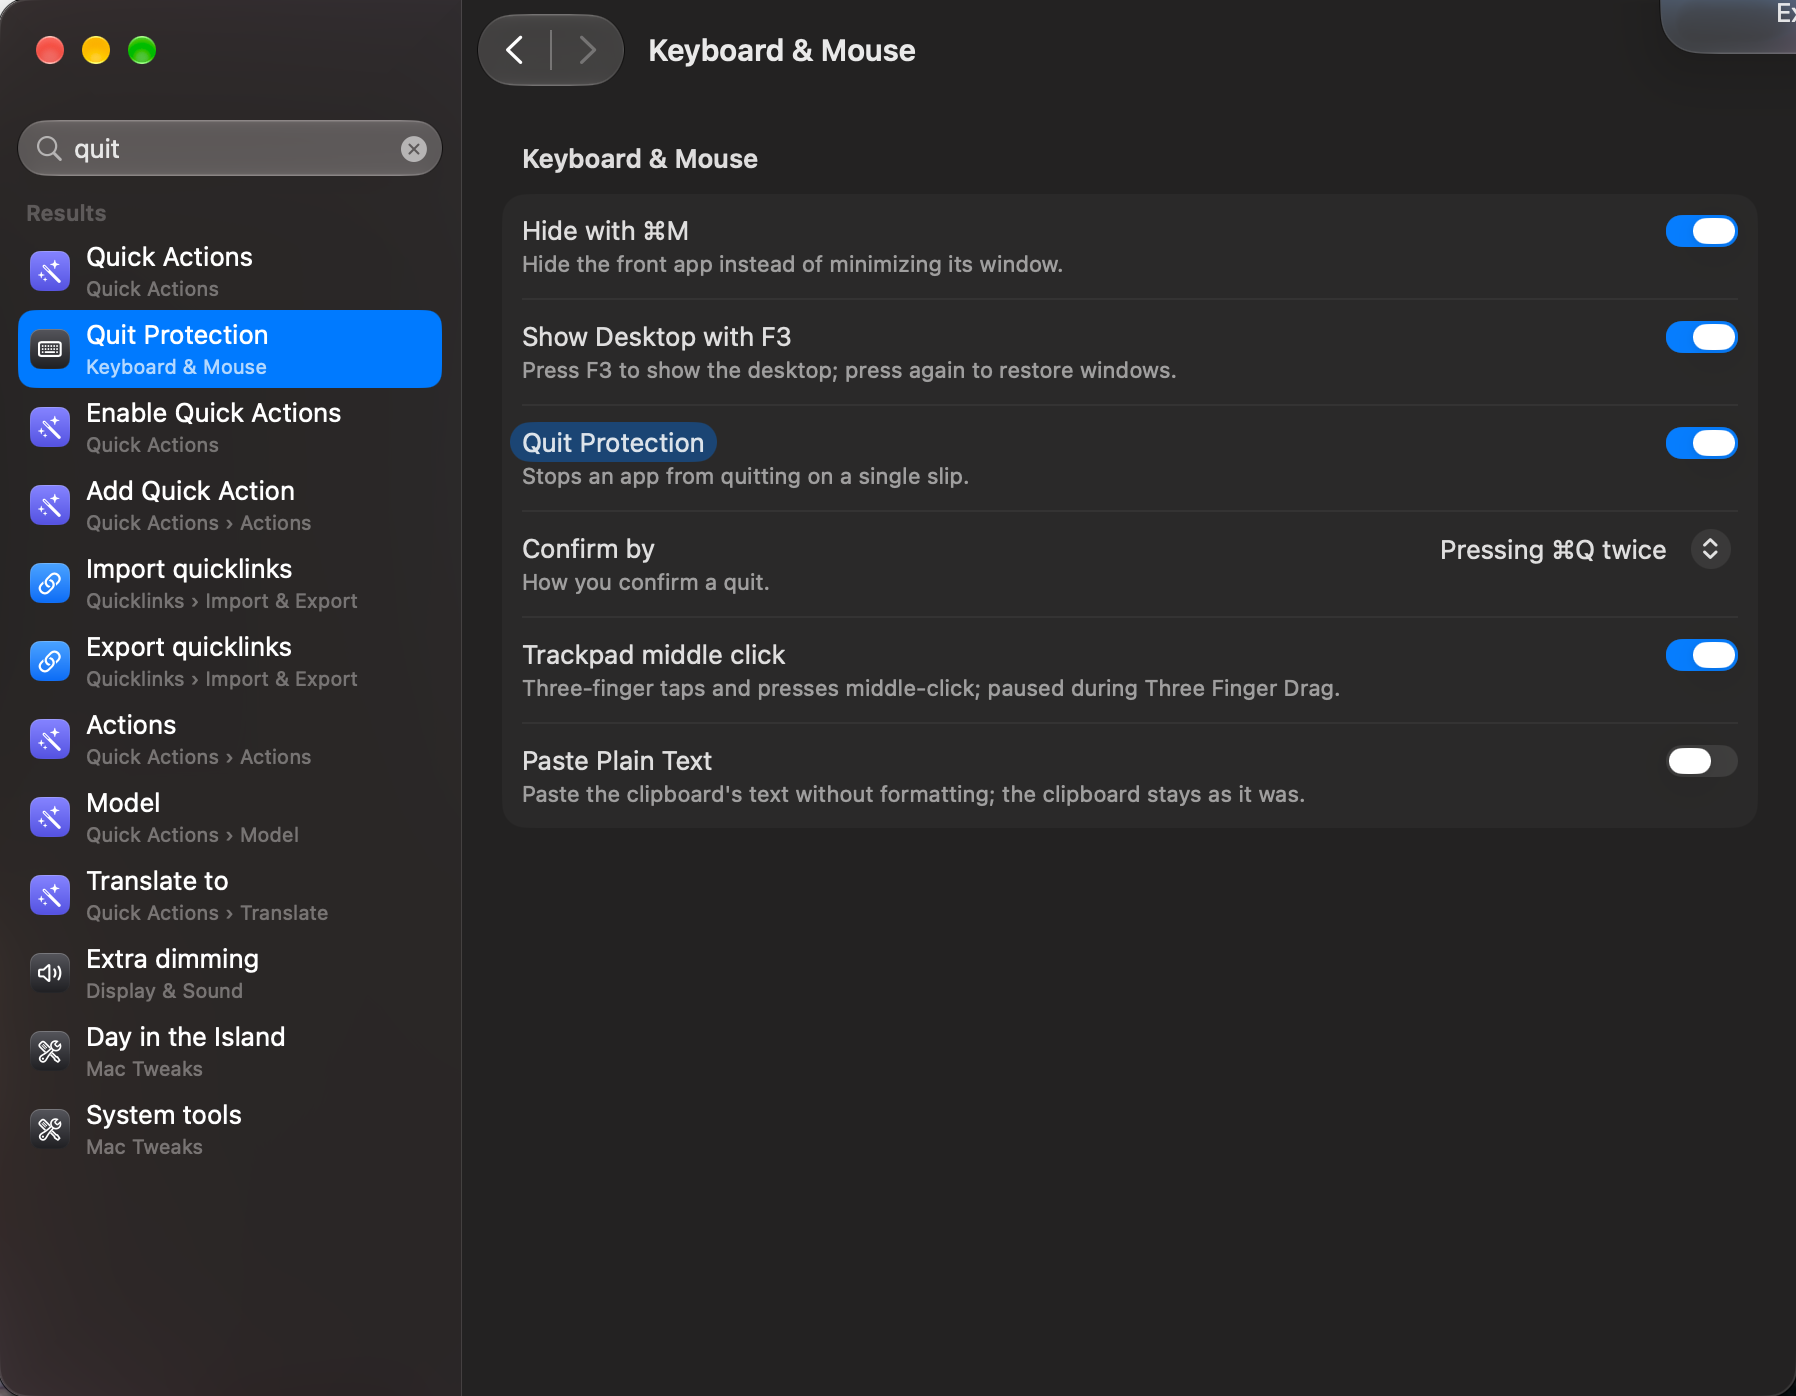 Keyboard & Mouse
quit
Results
Quick Actions
Quick Actions
Quit Protection
Keyboard & Mouse
Enable Quick Actions
Quick Actions
Add Quick Action
Quick Actions › Actions
Import quicklinks
Quicklinks › Import & Export
Export quicklinks
Quicklinks › Import & Export
Actions
Quick Actions › Actions
Model
Quick Actions › Model
Translate to
Quick Actions › Translate
Extra dimming
Display & Sound
Day in the Island
Mac Tweaks
System tools
Mac Tweaks
Keyboard & Mouse
Hide with ⌘M
Hide the front app instead of minimizing its window.
Show Desktop with F3
Press F3 to show the desktop; press again to restore windows.
Quit Protection
Stops an app from quitting on a single slip.
Confirm by
Pressing ⌘Q twice
How you confirm a quit.
Trackpad middle click
Three-finger taps and presses middle-click; paused during Three Finger Drag.
Paste Plain Text
Paste the clipboard's text without formatting; the clipboard stays as it was.